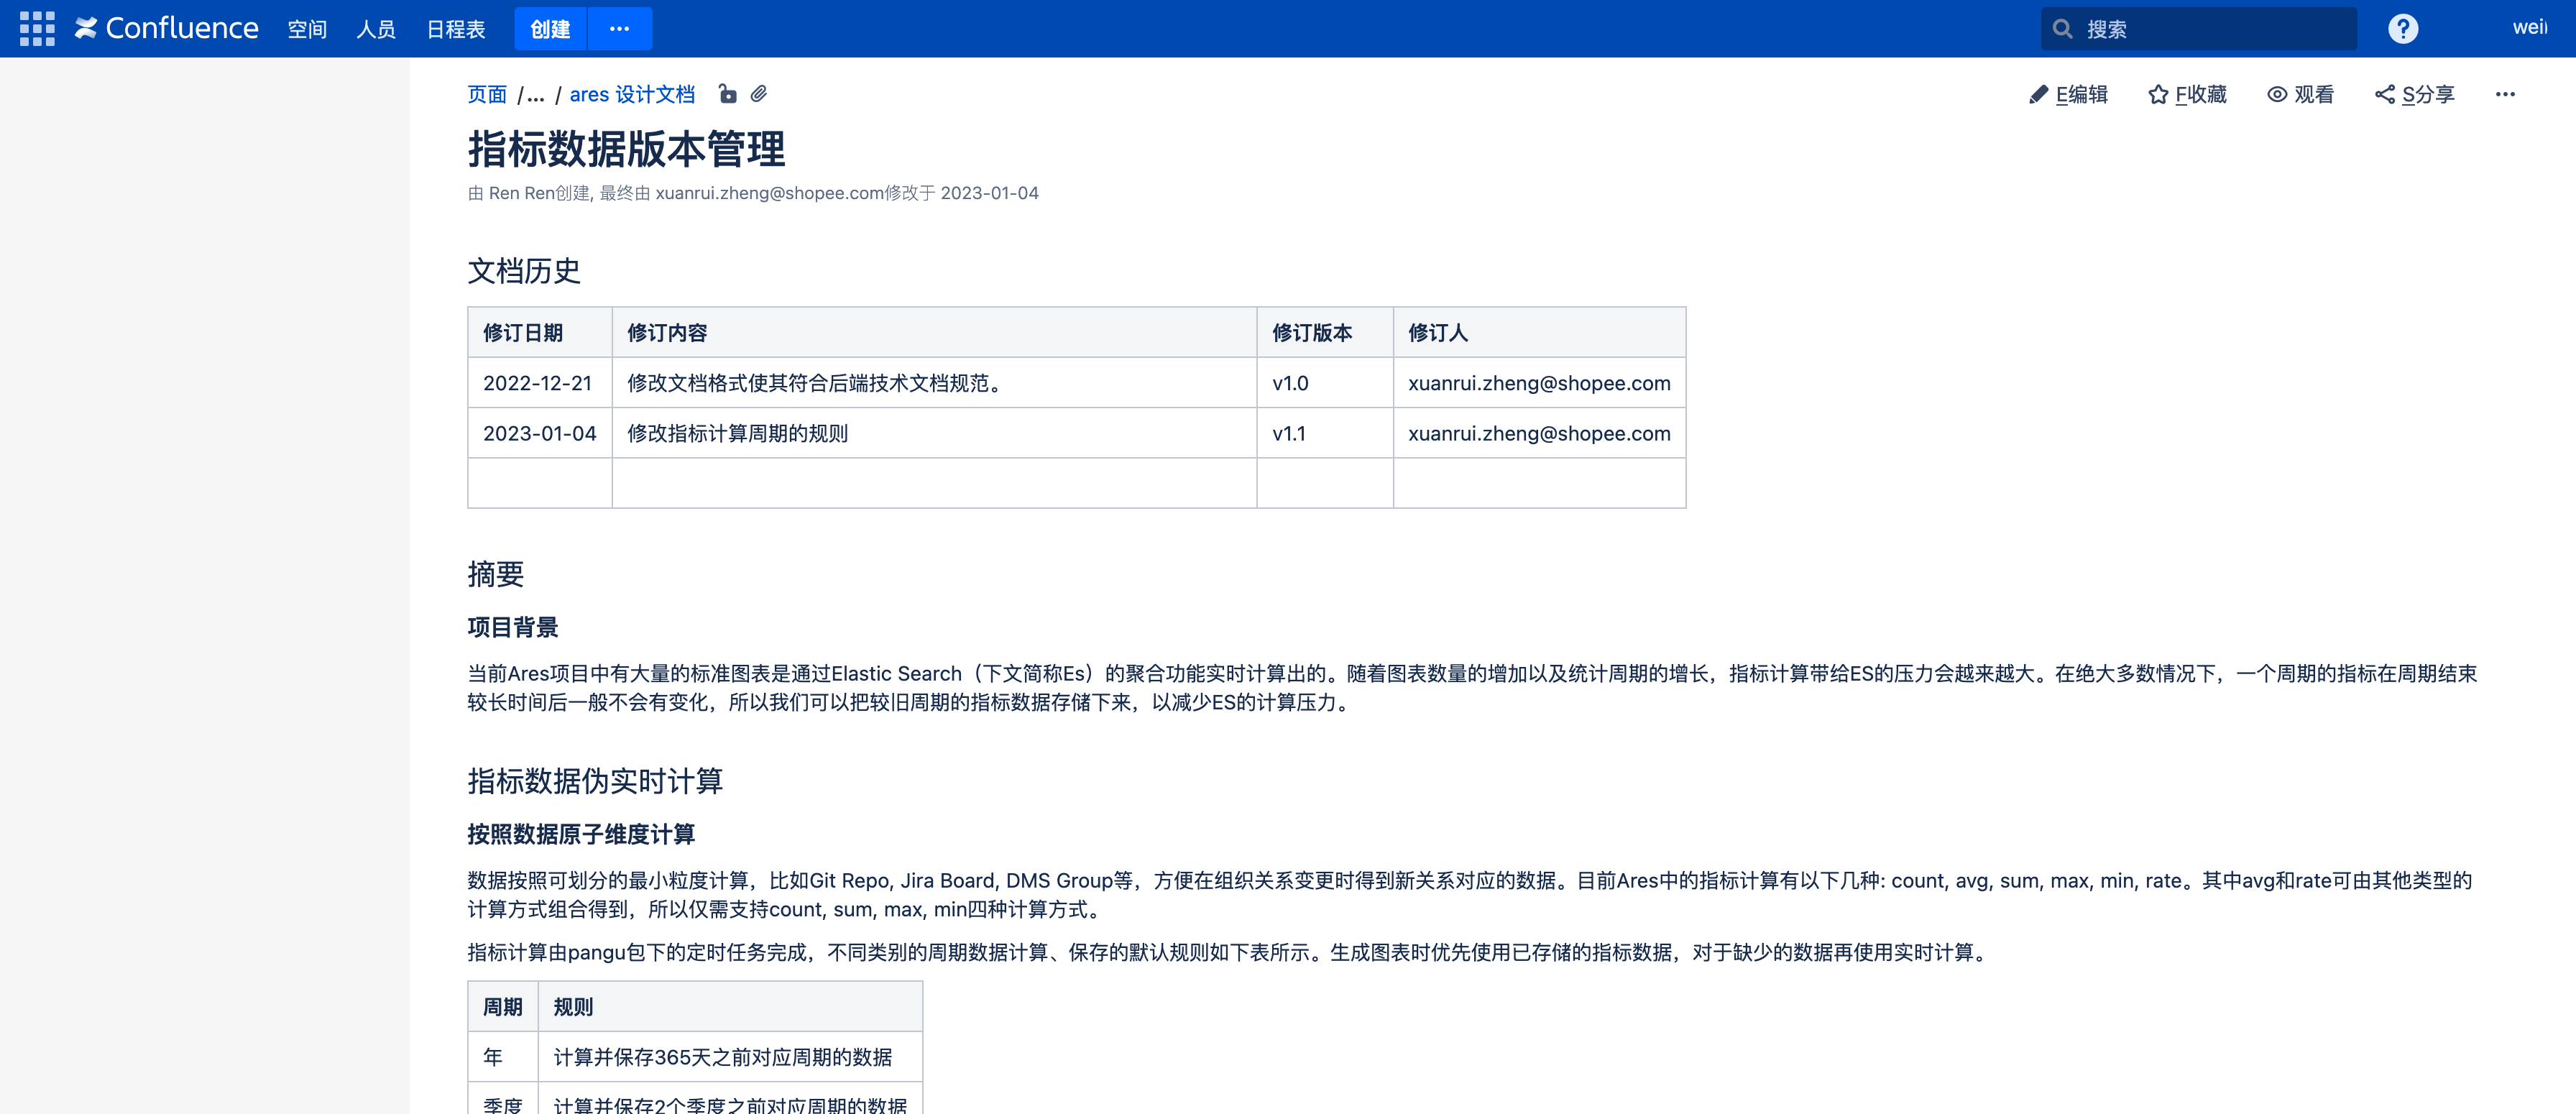 Confluence 空间 人员 日程表 创建 ··· 搜索 ? weil
页面 /... / ares 设计文档 E编辑 F收藏 观看 S分享 ···
指标数据版本管理
由 Ren Ren创建, 最终由 xuanrui.zheng@shopee.com修改于 2023-01-04
文档历史
修订日期 修订内容 修订版本 修订人
2022-12-21 修改文档格式使其符合后端技术文档规范。 v1.0 xuanrui.zheng@shopee.com
2023-01-04 修改指标计算周期的规则 v1.1 xuanrui.zheng@shopee.com
摘要
项目背景
当前Ares项目中有大量的标准图表是通过Elastic Search（下文简称Es）的聚合功能实时计算出的。随着图表数量的增加以及统计周期的增长，指标计算带给ES的压力会越来越大。在绝大多数情况下，一个周期的指标在周期结束
较长时间后一般不会有变化，所以我们可以把较旧周期的指标数据存储下来，以减少ES的计算压力。
指标数据伪实时计算
按照数据原子维度计算
数据按照可划分的最小粒度计算，比如Git Repo, Jira Board, DMS Group等，方便在组织关系变更时得到新关系对应的数据。目前Ares中的指标计算有以下几种: count, avg, sum, max, min, rate。其中avg和rate可由其他类型的
计算方式组合得到，所以仅需支持count, sum, max, min四种计算方式。
指标计算由pangu包下的定时任务完成，不同类别的周期数据计算、保存的默认规则如下表所示。生成图表时优先使用已存储的指标数据，对于缺少的数据再使用实时计算。
周期 规则
年 计算并保存365天之前对应周期的数据
季度 计算并保存2个季度之前对应周期的数据